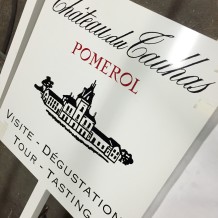 Château du Tailhas
POMEROL
VISITE - DÉGUSTATION
TOUR - TASTING